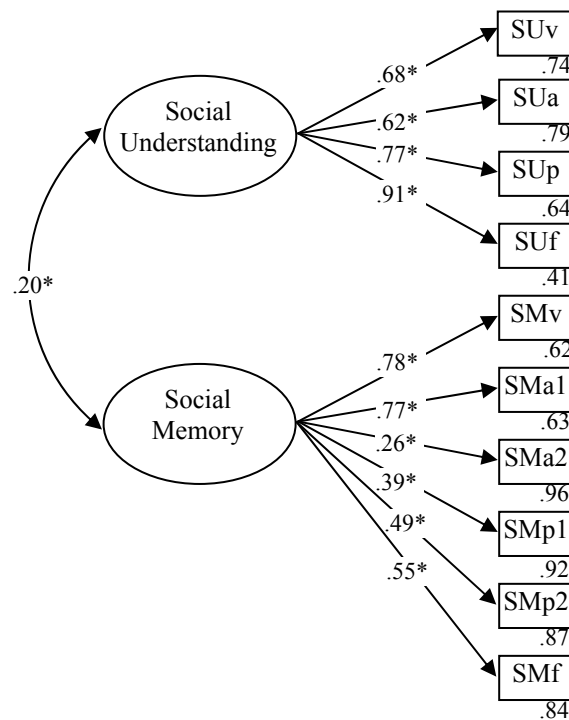 SUv
.74
.68*
Social
Understanding
SUa
.79
.62*
.77*
SUp
.64
.91*
SUf
.41
.20*
SMv
.62
.78*
Social
Memory
SMa1
.63
.77*
.26*
SMa2
.96
.39*
SMp1
.92
.49*
.55*
SMp2
.87
SMf
.84